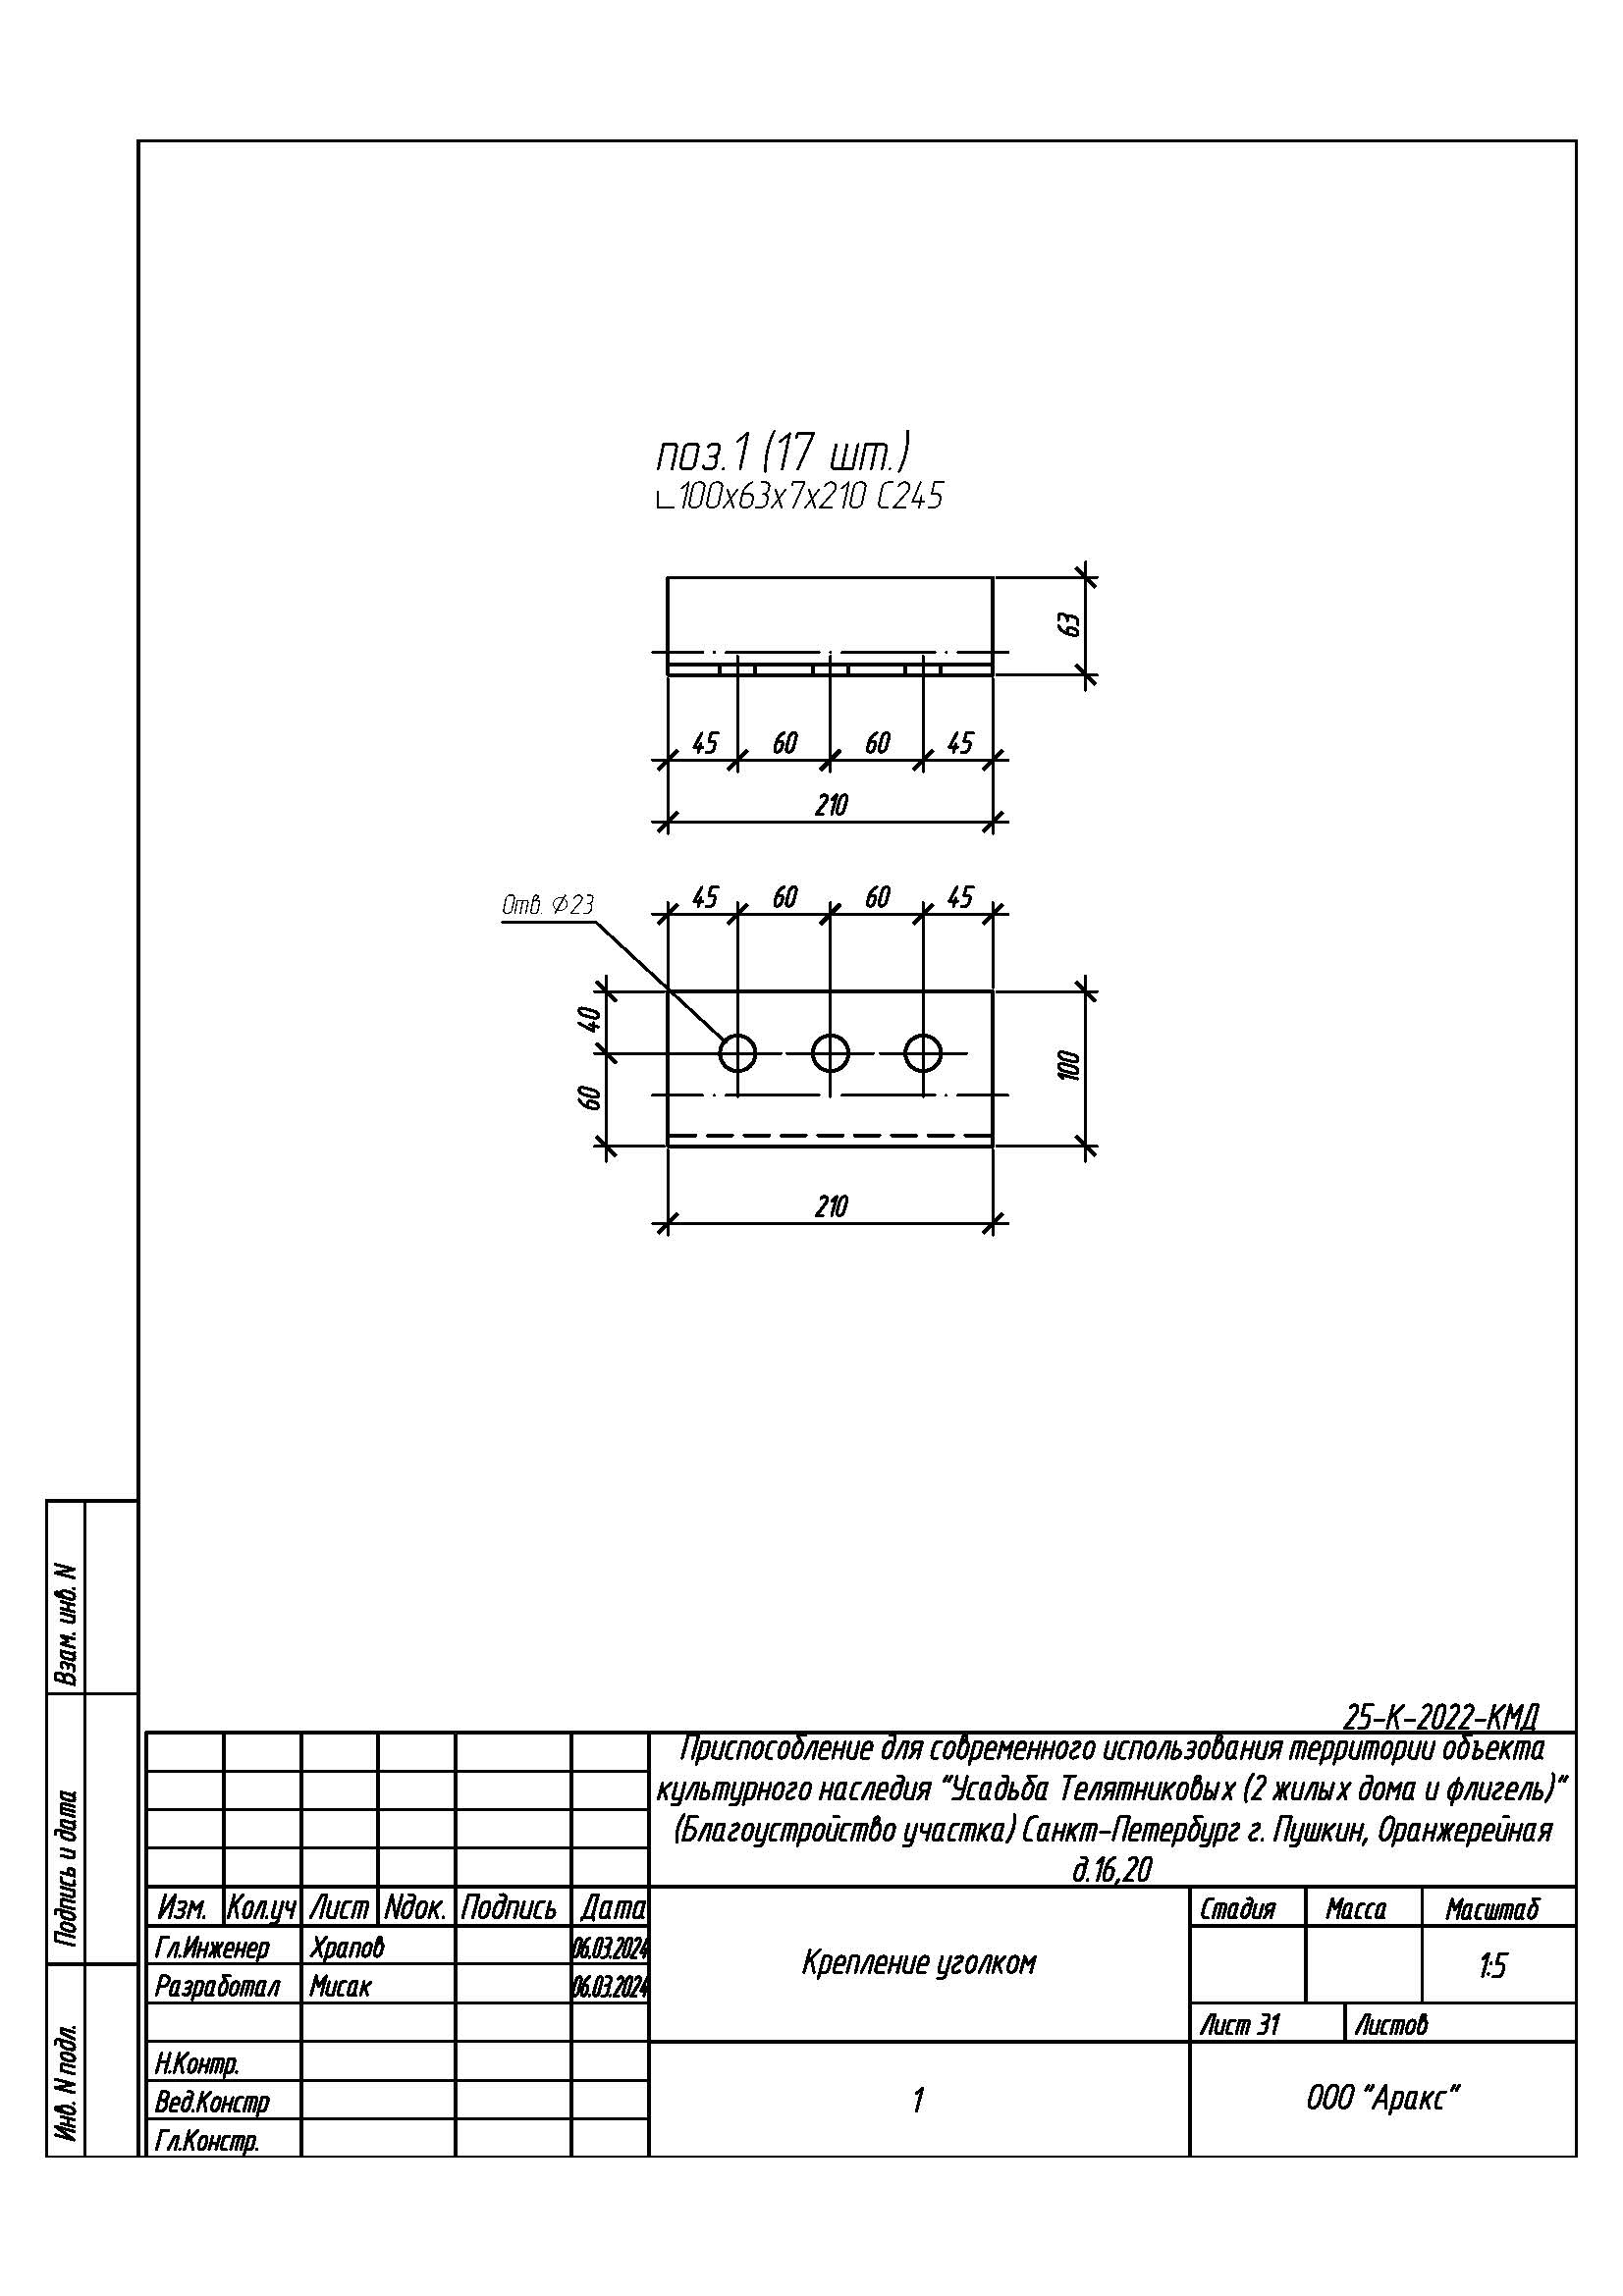 поз.1 (17 шт.)
∟100х63х7х210 С245
63
45 60 60 45
210
Отв. ⌀23
45 60 60 45
40
60
100
210
Взам. инв. N
Подпись и дата
Инв. N подл.
25-К-2022-КМД
Приспособление для современного использования территории объекта
культурного наследия "Усадьба Телятниковых (2 жилых дома и флигель)"
(Благоустройство участка) Санкт-Петербург г. Пушкин, Оранжерейная
д.16,20
Изм. Кол.уч Лист Nдок. Подпись Дата
Гл.Инженер Храпов 06.03.2024
Разработал Мисак 06.03.2024
Н.Контр.
Вед.Констр
Гл.Констр.
Крепление уголком
1
Стадия Масса Масштаб
1:5
Лист 31 Листов
ООО "Аракс"